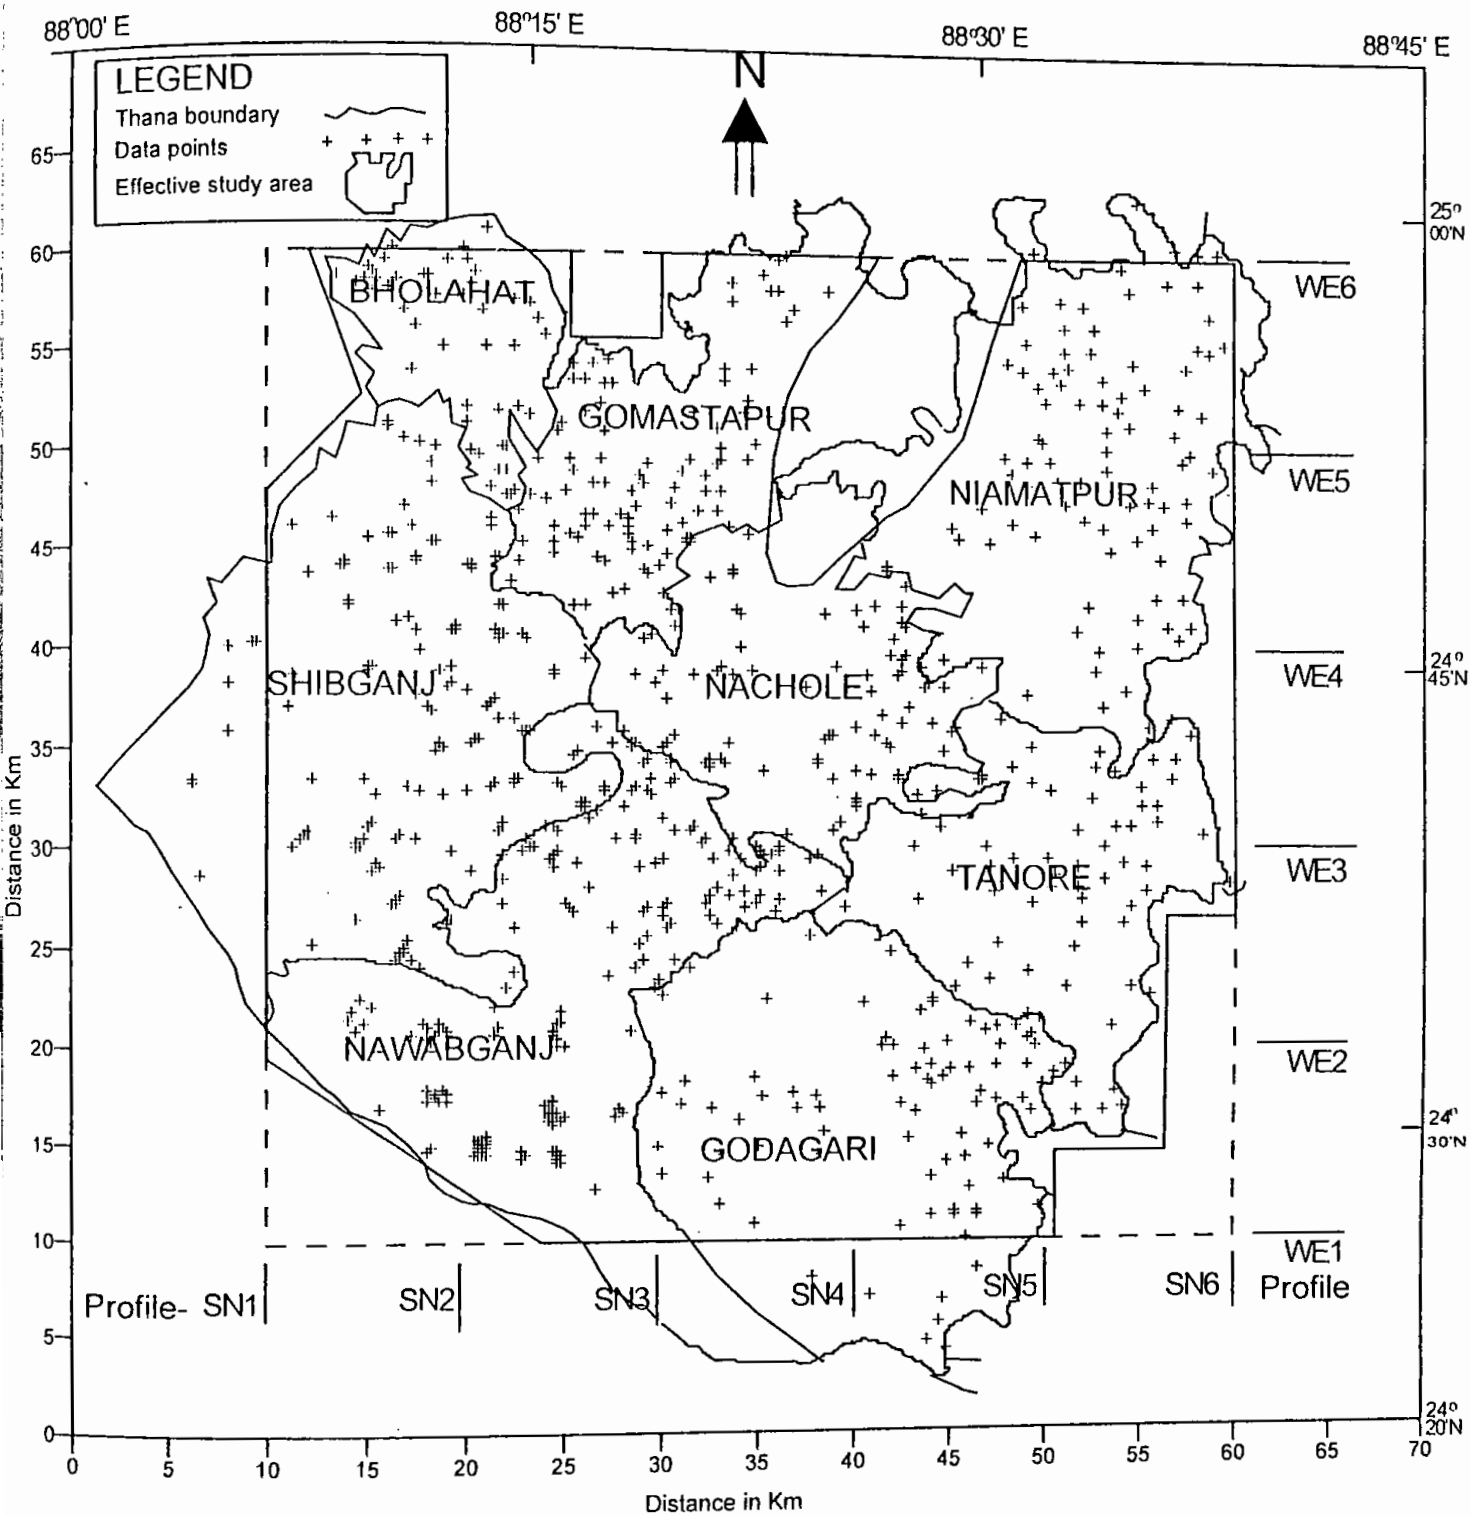 88°00' E
88°15' E
88°30' E
88°45' E
LEGEND
Thana boundary
Data points
Effective study area
N
65
60
55
50
45
40
35
30
25
20
15
10
5
0
Distance in Km
25°
00'N
24°
45'N
24°
30'N
24°
20'N
BHOLAHAT
GOMASTAPUR
NIAMATPUR
SHIBGANJ
NACHOLE
TANORE
NAWABGANJ
GODAGARI
WE6
WE5
WE4
WE3
WE2
WE1
Profile- SN1 SN2 SN3 SN4 SN5 SN6 Profile
0 5 10 15 20 25 30 35 40 45 50 55 60 65 70
Distance in Km